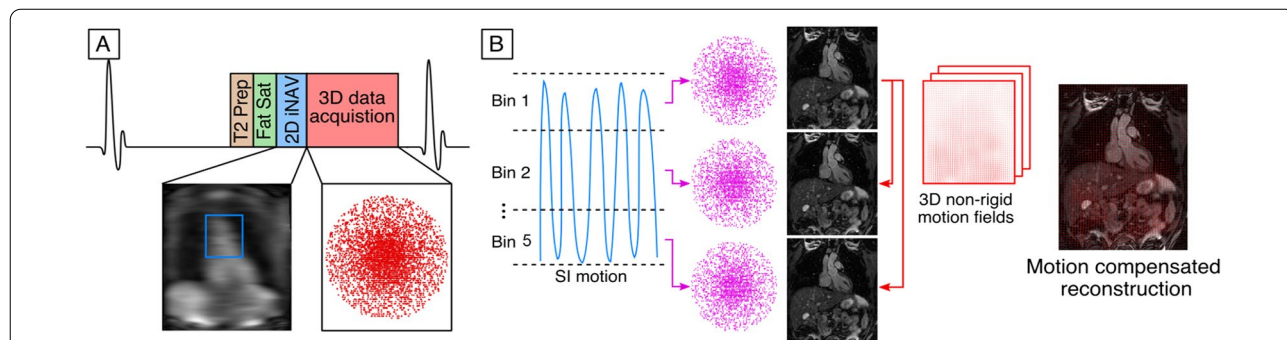 A
T2 Prep
Fat Sat
2D iNAV
3D data
acquistion
B
Bin 1
Bin 2
...
Bin 5
SI motion
3D non-rigid
motion fields
Motion compensated
reconstruction